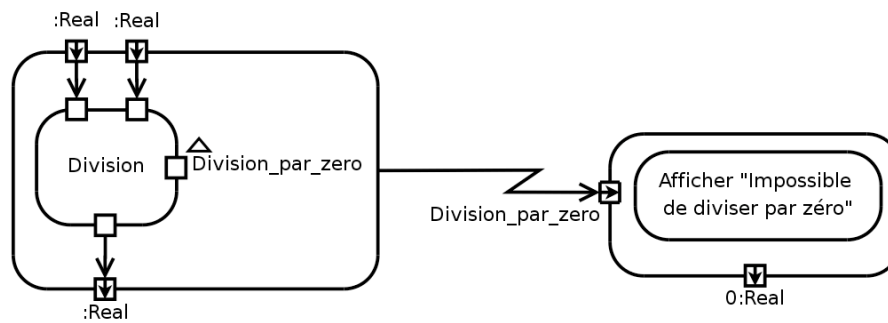 :Real
:Real
Division
Division_par_zero
:Real
Division_par_zero
Afficher "Impossible
de diviser par zéro"
0:Real